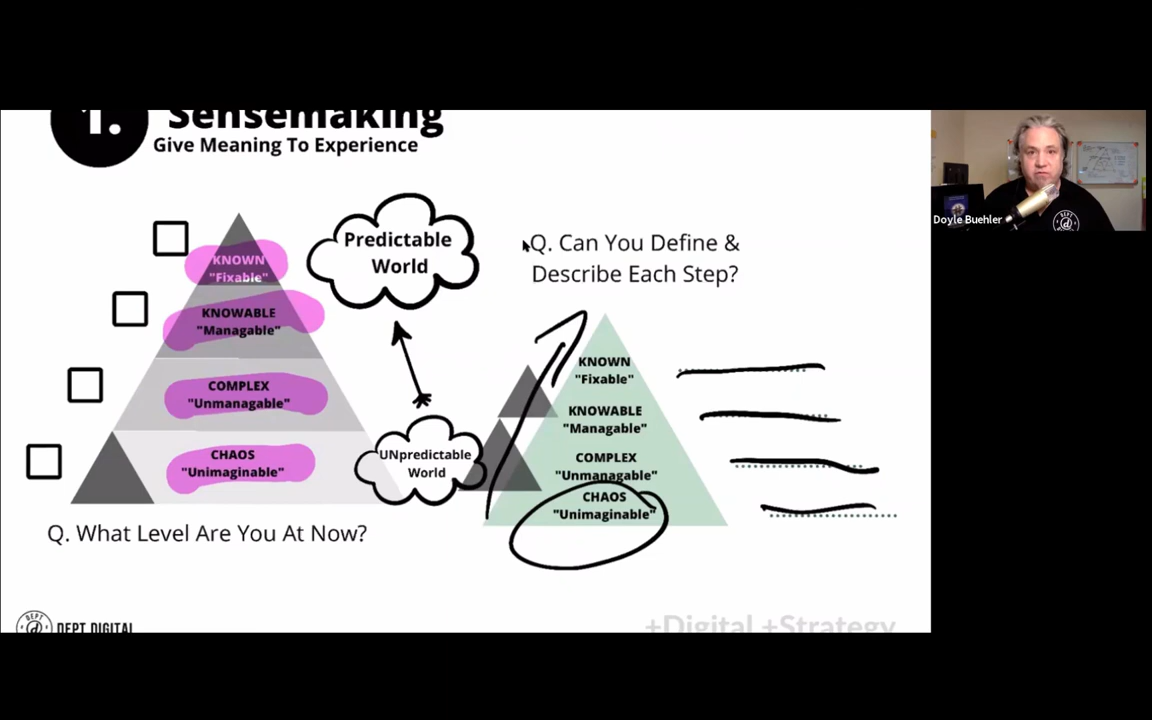 1.
Sensemaking
Give Meaning To Experience
KNOWN
"Fixable"
KNOWABLE
"Managable"
COMPLEX
"Unmanagable"
CHAOS
"Unimaginable"
Predictable
World
UNpredictable
World
Q. What Level Are You At Now?
Q. Can You Define &
Describe Each Step?
KNOWN
"Fixable"
KNOWABLE
"Managable"
COMPLEX
"Unmanagable"
CHAOS
"Unimaginable"
DEPT
d
DEPT DIGITAL
+Digital +Strategy
Doyle Buehler
DEPT
d